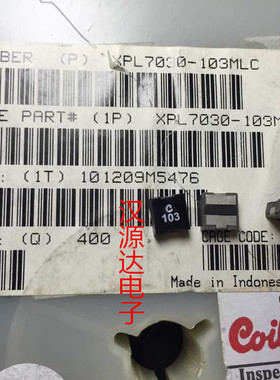 BER (P) XPL7030-103MLC
E PART# (1P) XPL7030-103M
: (1T) 101209M5476
C
103
: (Q) 400
CAGE CODE:
Made in Indones
汉源达电子
Coil
Inspe